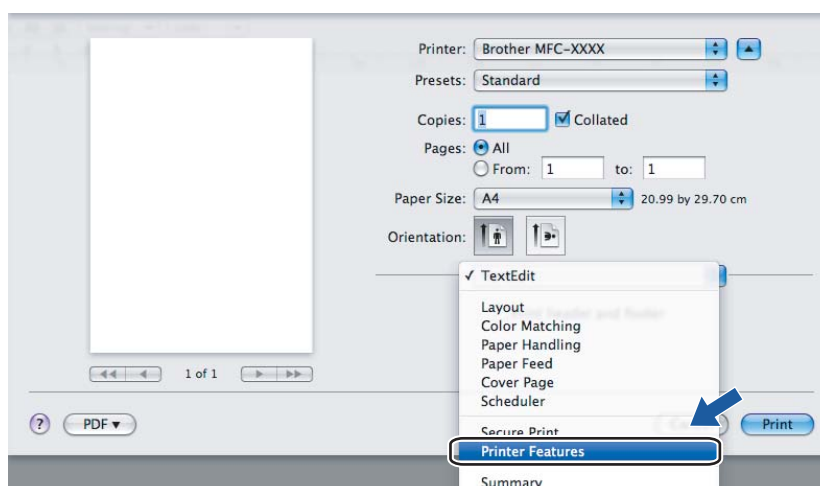 Printer: Brother MFC-XXXX
Presets: Standard
Copies: 1 Collated
Pages: All
From: 1 to: 1
Paper Size: A4 20.99 by 29.70 cm
Orientation:
TextEdit
Layout
Color Matching
Paper Handling
Paper Feed
Cover Page
Scheduler
Secure Print
Printer Features
Summary
1 of 1
? PDF
Print